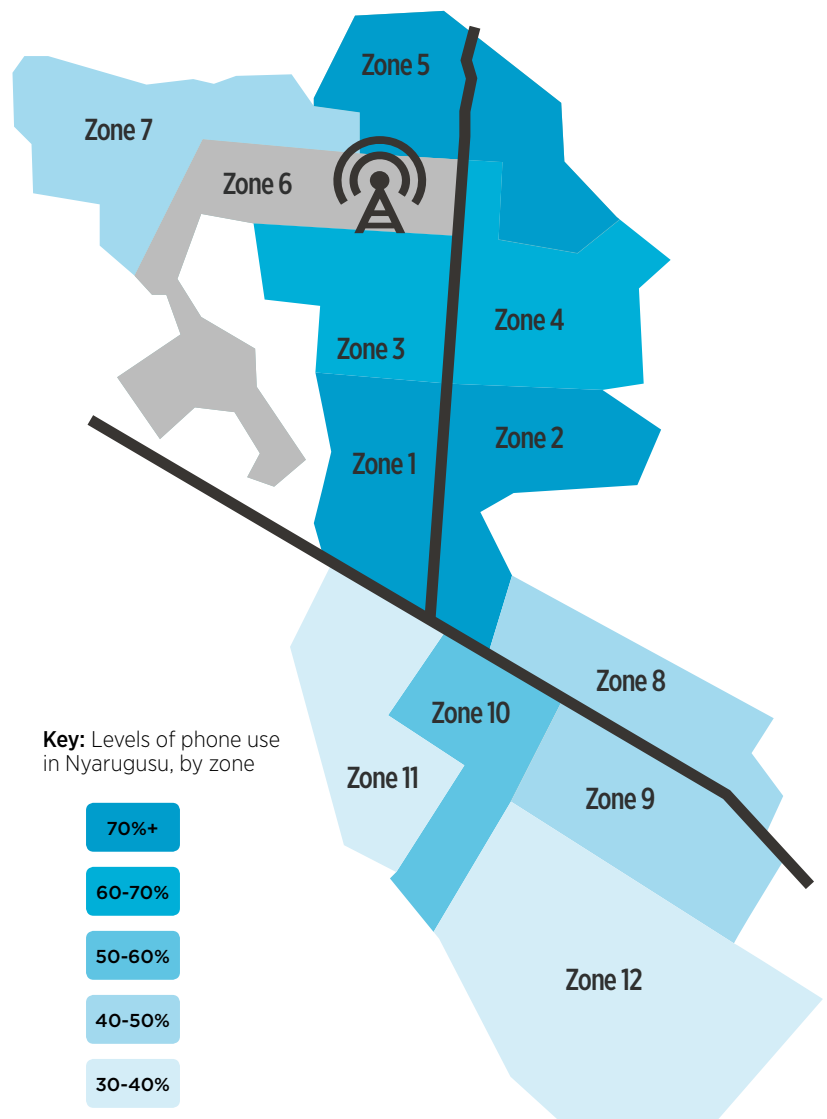 Zone 5
Zone 7
Zone 6
Zone 4
Zone 3
Zone 2
Zone 1
Zone 8
Zone 10
Key: Levels of phone use
in Nyarugusu, by zone
Zone 11
Zone 9
70%+
60-70%
50-60%
Zone 12
40-50%
30-40%